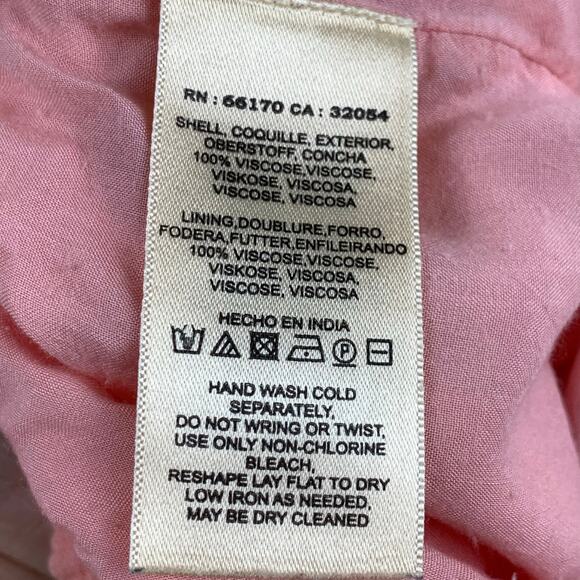 RN : 66170 CA : 32054
SHELL, COQUILLE, EXTERIOR,
OBERSTOFF, CONCHA
100% VISCOSE,VISCOSE,
VISKOSE, VISCOSA,
VISCOSE, VISCOSA
LINING,DOUBLURE,FORRO,
FODERA,FUTTER,ENFILEIRANDO
100% VISCOSE,VISCOSE,
VISKOSE, VISCOSA,
VISCOSE, VISCOSA
HECHO EN INDIA
P
HAND WASH COLD
SEPARATELY,
DO NOT WRING OR TWIST,
USE ONLY NON-CHLORINE
BLEACH,
RESHAPE LAY FLAT TO DRY
LOW IRON AS NEEDED,
MAY BE DRY CLEANED